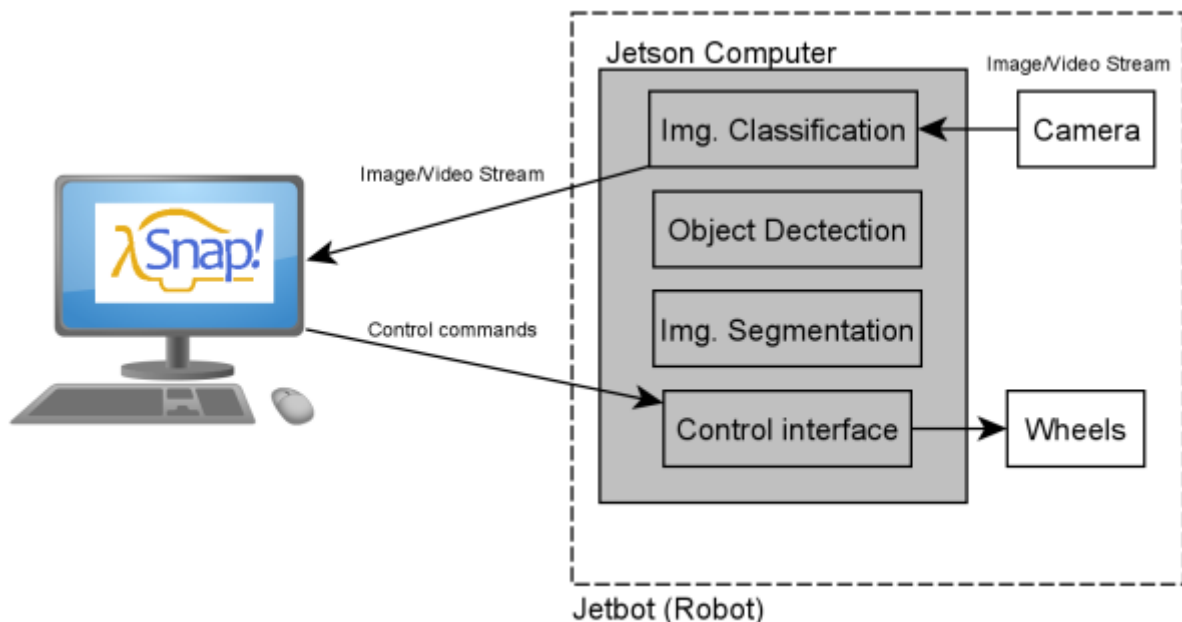 Jetson Computer
Image/Video Stream
Img. Classification
Camera
Image/Video Stream
λSnap!
Object Dectection
Img. Segmentation
Control commands
Control interface
Wheels
Jetbot (Robot)